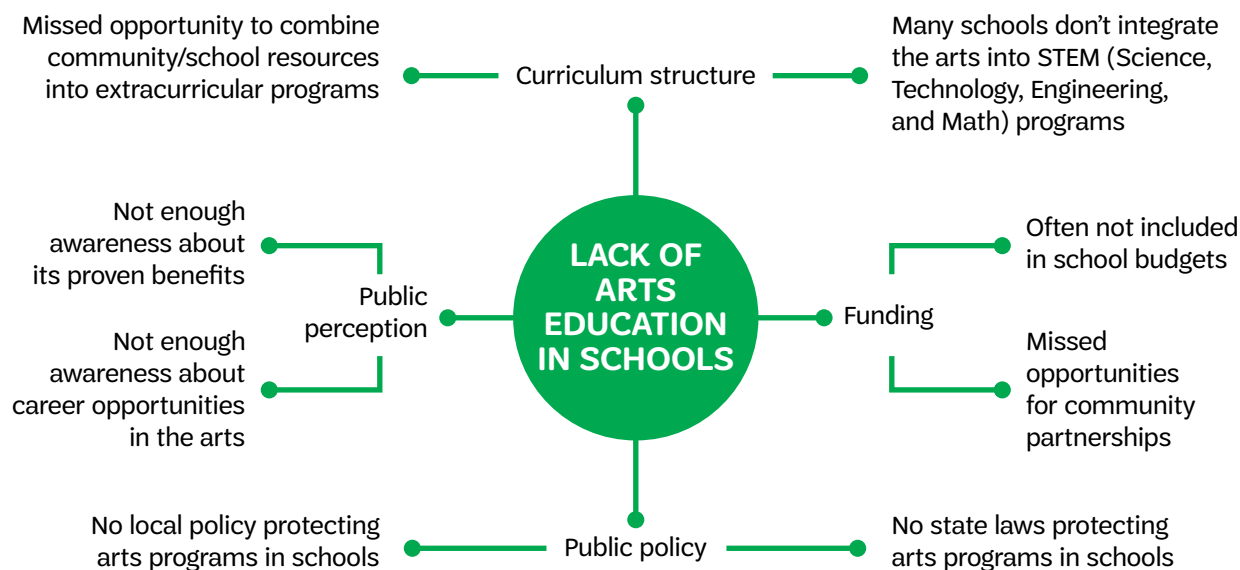 Missed opportunity to combine
community/school resources
into extracurricular programs
Curriculum structure
Many schools don’t integrate
the arts into STEM (Science,
Technology, Engineering,
and Math) programs
Not enough
awareness about
its proven benefits
Public
perception
Not enough
awareness about
career opportunities
in the arts
LACK OF
ARTS
EDUCATION
IN SCHOOLS
Funding
Often not included
in school budgets
Missed
opportunities
for community
partnerships
No local policy protecting
arts programs in schools
Public policy
No state laws protecting
arts programs in schools